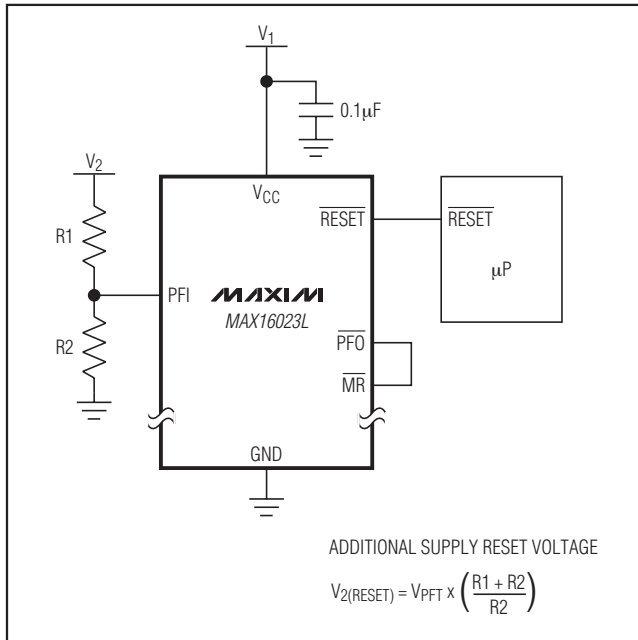 V1
0.1μF
V2
VCC
RESET
RESET
R1
μP
PFI
MAXIM
MAX16023L
PFO
R2
MR
GND
ADDITIONAL SUPPLY RESET VOLTAGE
V2(RESET) = VPFT x (R1 + R2 / R2)